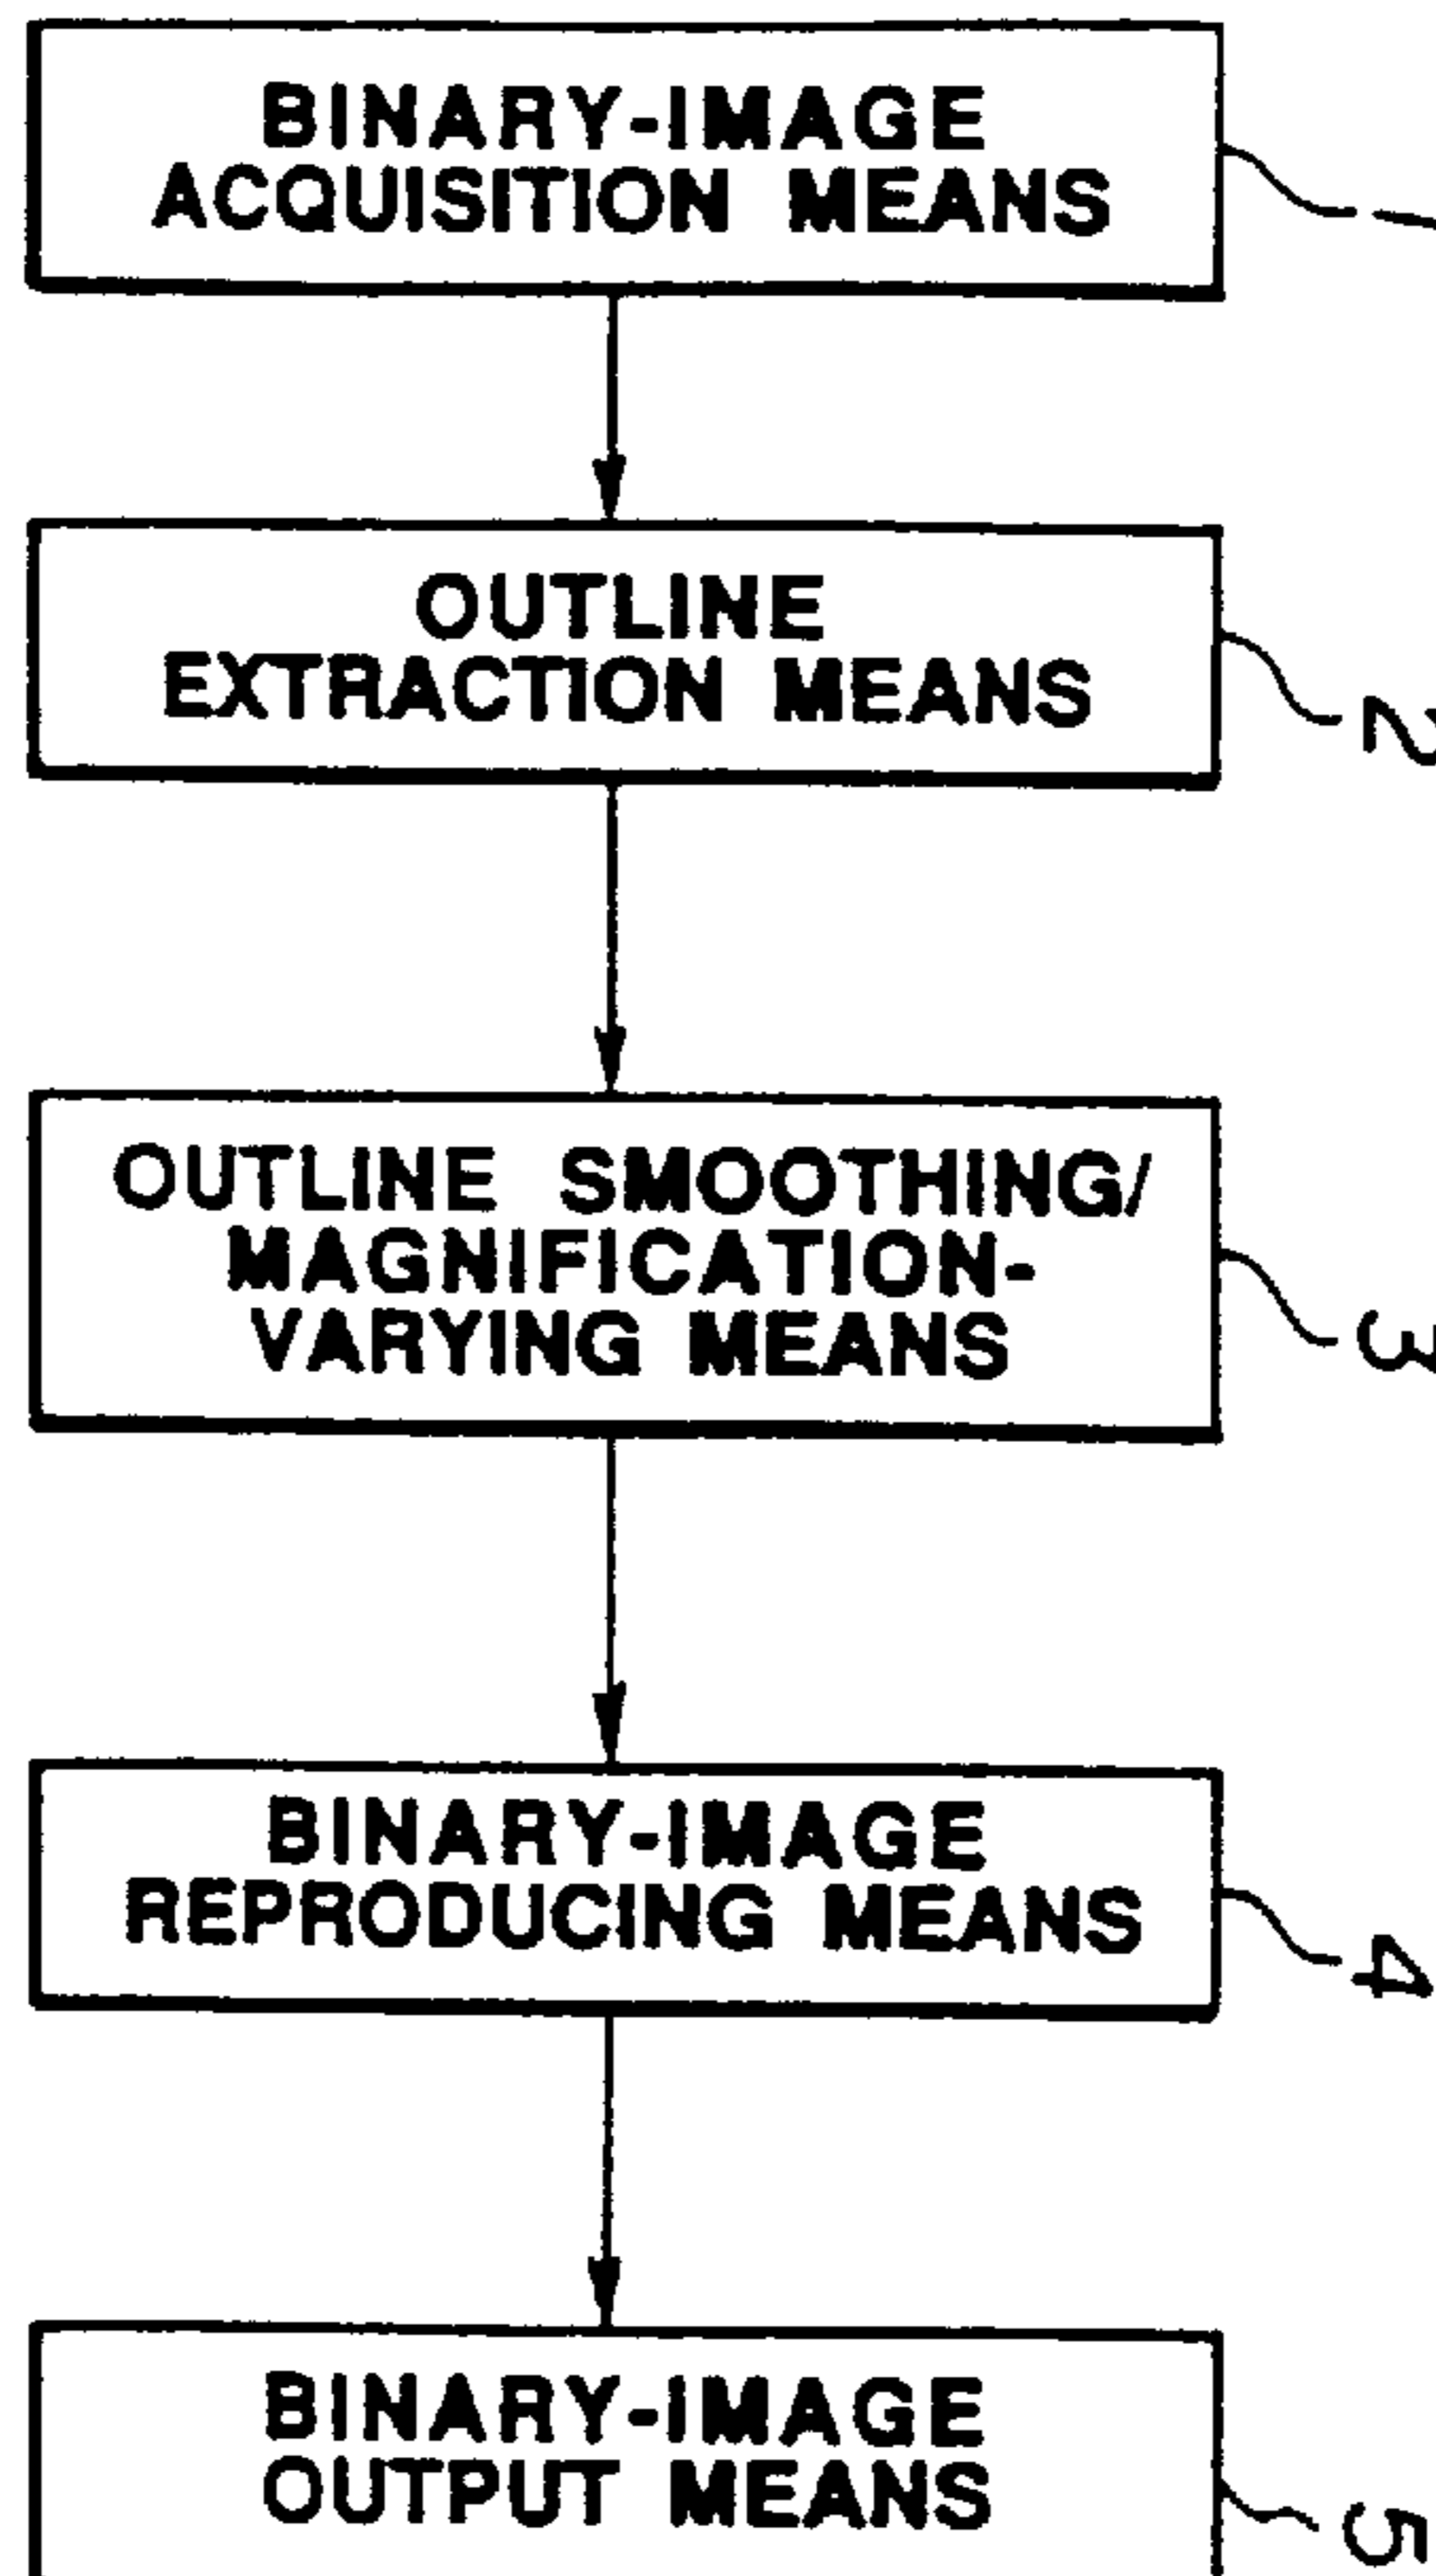 BINARY-IMAGE
ACQUISITION MEANS
1
OUTLINE
EXTRACTION MEANS
2
OUTLINE SMOOTHING/
MAGNIFICATION-
VARYING MEANS
3
BINARY-IMAGE
REPRODUCING MEANS
4
BINARY-IMAGE
OUTPUT MEANS
5